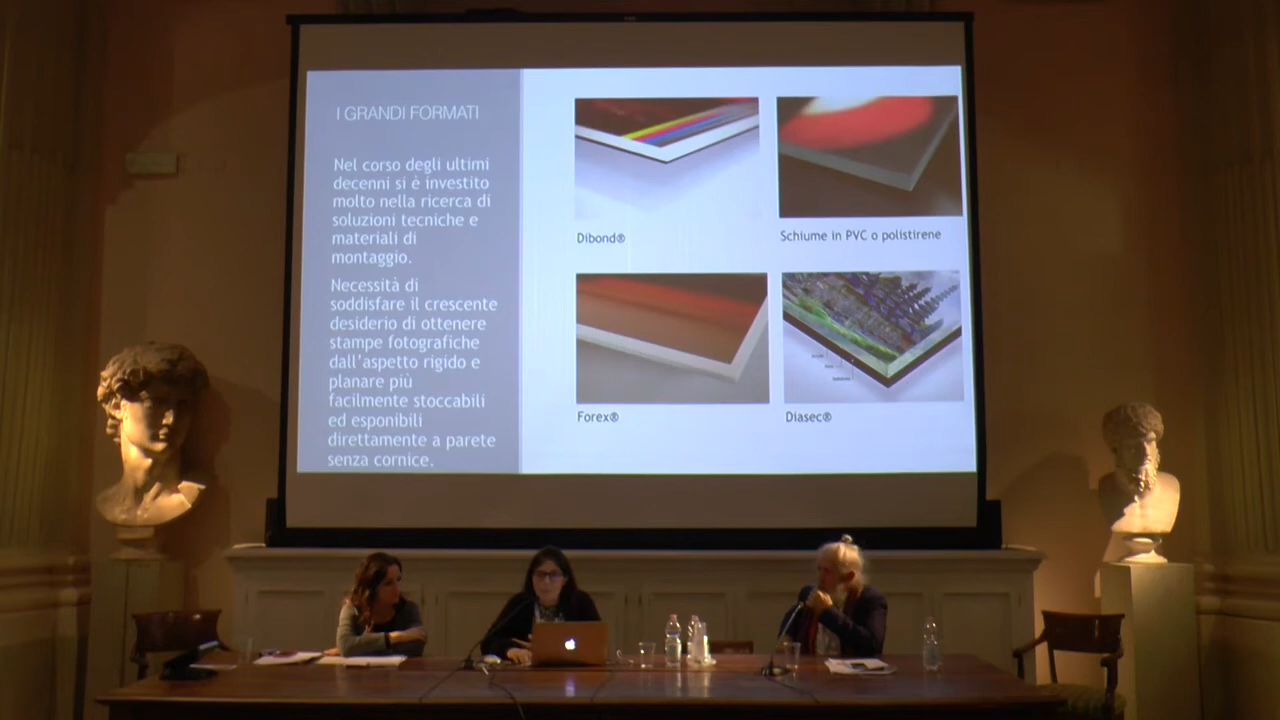 I GRANDI FORMATI
Nel corso degli ultimi
decenni si è investito
molto nella ricerca di
soluzioni tecniche e
materiali di
montaggio.
Necessità di
soddisfare il crescente
desiderio di ottenere
stampe fotografiche
dall'aspetto rigido e
planare più
facilmente stoccabili
ed esponibili
direttamente a parete
senza cornice.
Dibond®
Schiume in PVC o polistirene
Forex®
Diasec®